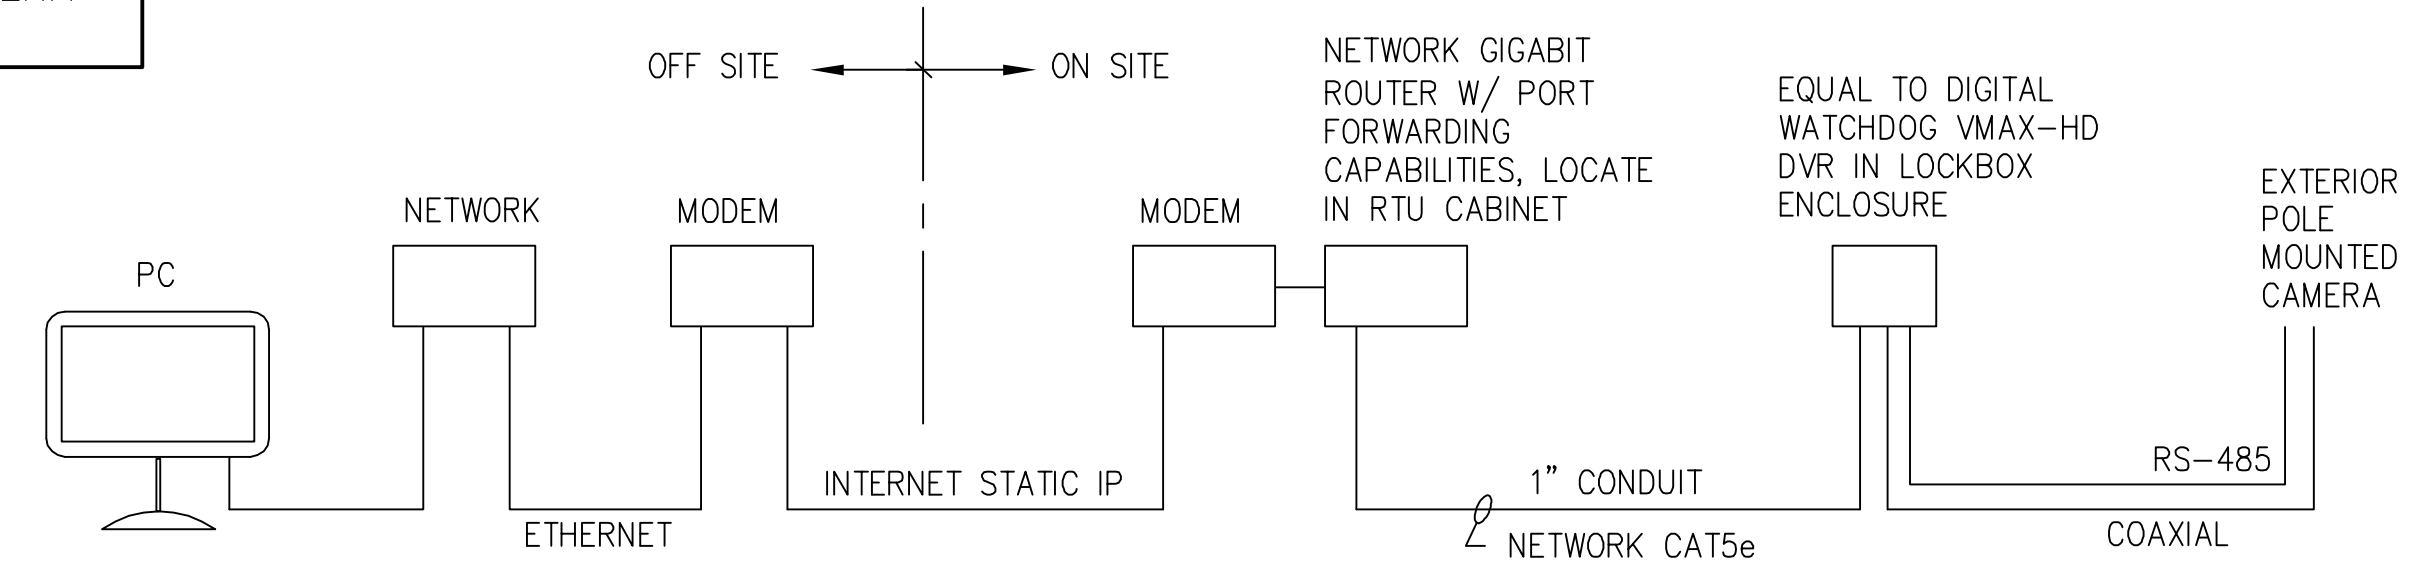 OFF SITE
ON SITE
NETWORK GIGABIT
ROUTER W/ PORT
FORWARDING
CAPABILITIES, LOCATE
IN RTU CABINET
EQUAL TO DIGITAL
WATCHDOG VMAX-HD
DVR IN LOCKBOX
ENCLOSURE
EXTERIOR
POLE
MOUNTED
CAMERA
PC
NETWORK
MODEM
MODEM
ETHERNET
INTERNET STATIC IP
1" CONDUIT
NETWORK CAT5e
RS-485
COAXIAL